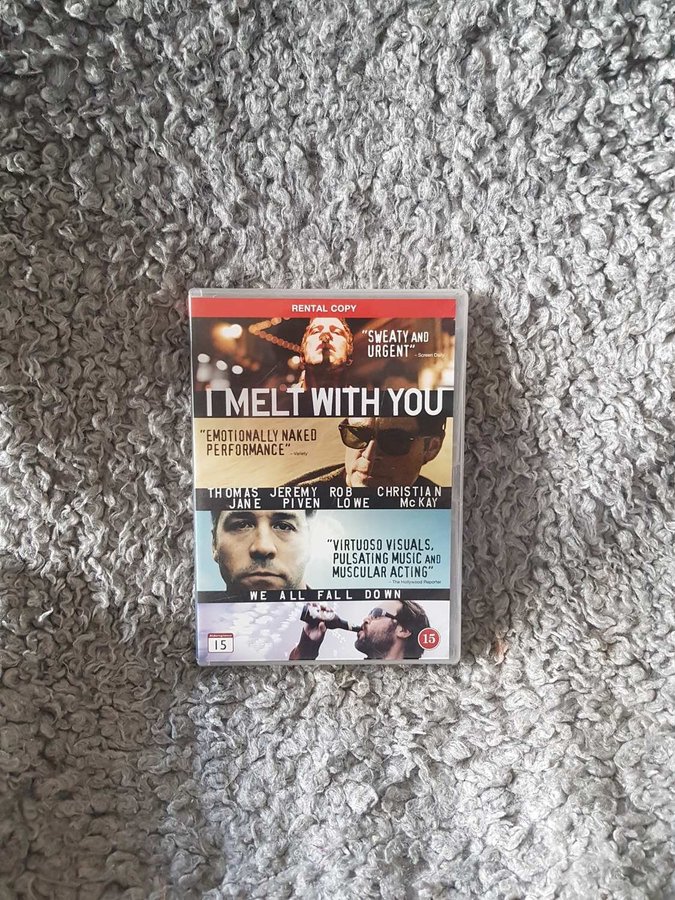 RENTAL COPY
"SWEATY AND
URGENT" - Screen Daily
I MELT WITH YOU
"EMOTIONALLY NAKED
PERFORMANCE" - Variety
THOMAS JEREMY ROB CHRISTIAN
JANE PIVEN LOWE McKAY
"VIRTUOSO VISUALS,
PULSATING MUSIC AND
MUSCULAR ACTING"
- The Hollywood Reporter
WE ALL FALL DOWN
15
15